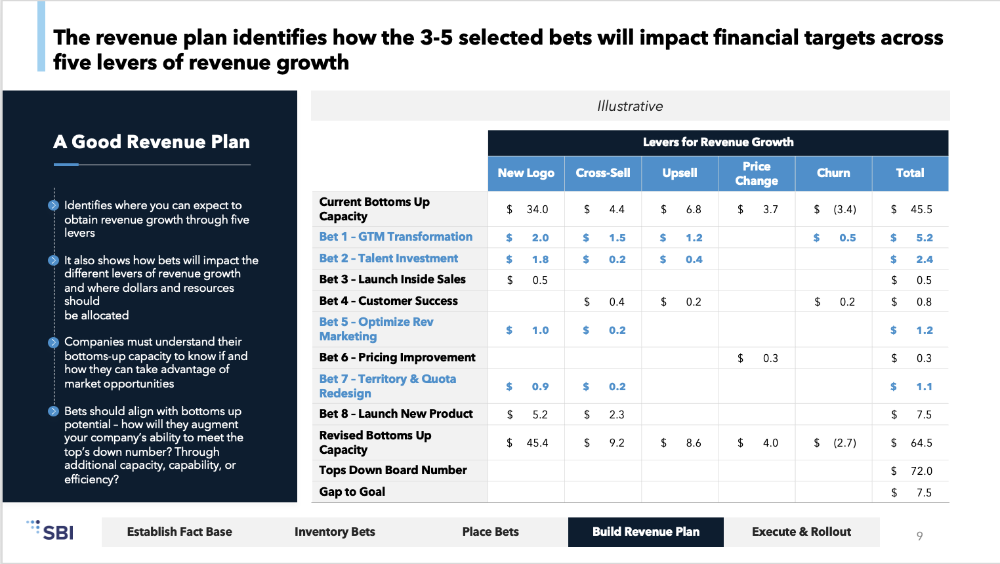 The revenue plan identifies how the 3-5 selected bets will impact financial targets across
five levers of revenue growth
A Good Revenue Plan
Identifies where you can expect to
obtain revenue growth through five
levers
It also shows how bets will impact the
different levers of revenue growth
and where dollars and resources
should
be allocated
Companies must understand their
bottoms-up capacity to know if and
how they can take advantage of
market opportunities
Bets should align with bottoms up
potential – how will they augment
your company's ability to meet the
top's down number? Through
additional capacity, capability, or
efficiency?
Illustrative
Levers for Revenue Growth
New Logo Cross-Sell Upsell Price Change Churn Total
Current Bottoms Up
Capacity $ 34.0 $ 4.4 $ 6.8 $ 3.7 $ (3.4) $ 45.5
Bet 1 – GTM Transformation $ 2.0 $ 1.5 $ 1.2 $ 0.5 $ 5.2
Bet 2 – Talent Investment $ 1.8 $ 0.2 $ 0.4 $ 2.4
Bet 3 – Launch Inside Sales $ 0.5 $ 0.5
Bet 4 – Customer Success $ 0.4 $ 0.2 $ 0.2 $ 0.8
Bet 5 – Optimize Rev
Marketing $ 1.0 $ 0.2 $ 1.2
Bet 6 – Pricing Improvement $ 0.3 $ 0.3
Bet 7 – Territory & Quota
Redesign $ 0.9 $ 0.2 $ 1.1
Bet 8 – Launch New Product $ 5.2 $ 2.3 $ 7.5
Revised Bottoms Up
Capacity $ 45.4 $ 9.2 $ 8.6 $ 4.0 $ (2.7) $ 64.5
Tops Down Board Number $ 72.0
Gap to Goal $ 7.5
SBI
Establish Fact Base Inventory Bets Place Bets Build Revenue Plan Execute & Rollout
9